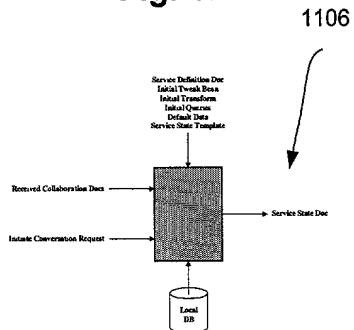 1106
Service Definition Doc
Initial Tweak Bean
Initial Transform
Initial Queries
Default Data
Service State Template
Received Collaboration Docs
Service State Doc
Initiate Conversation Request
Local
DB